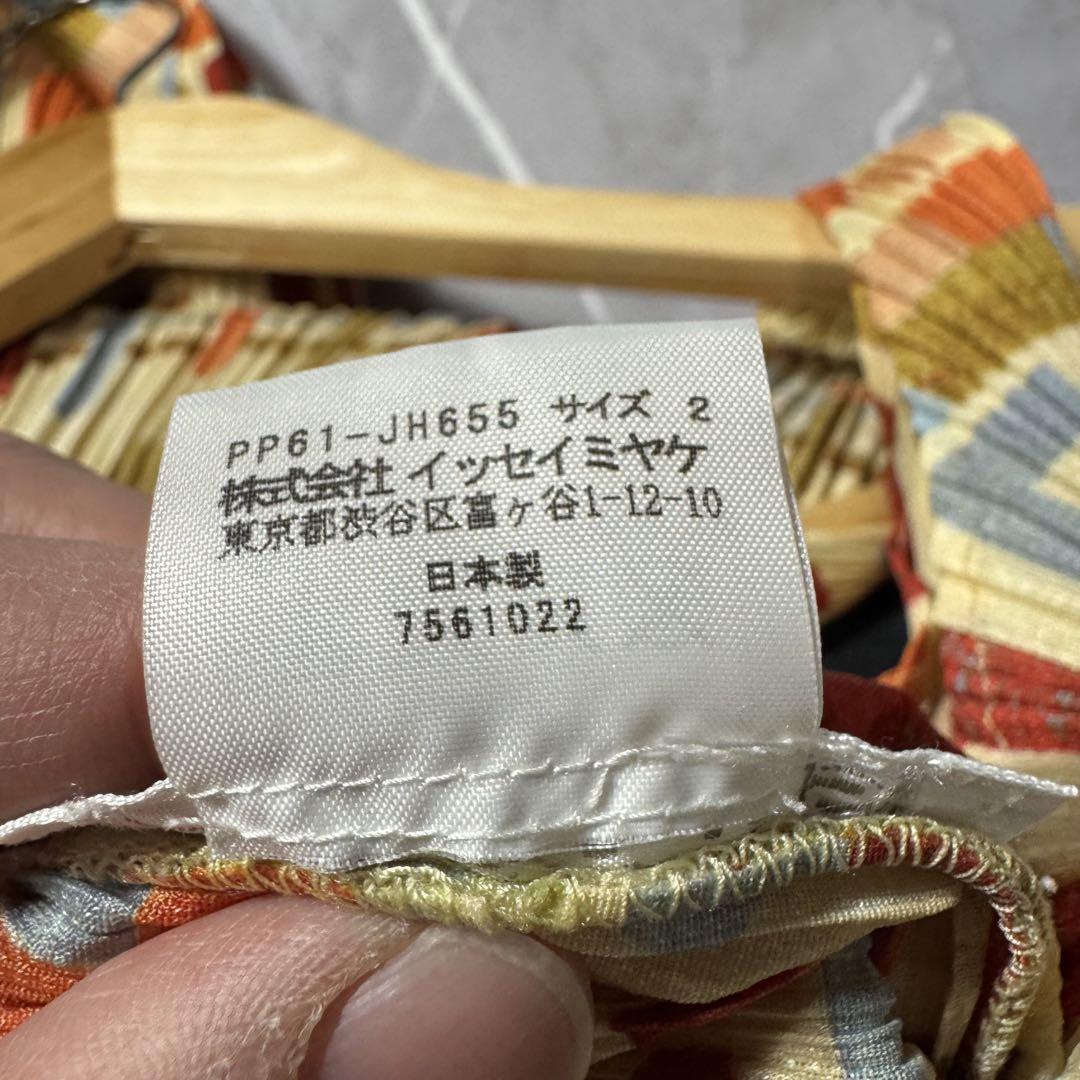 PP61-JH655 サイズ 2
株式会社 イッセイミヤケ
東京都渋谷区富ヶ谷1-12-10
日本製
7561022